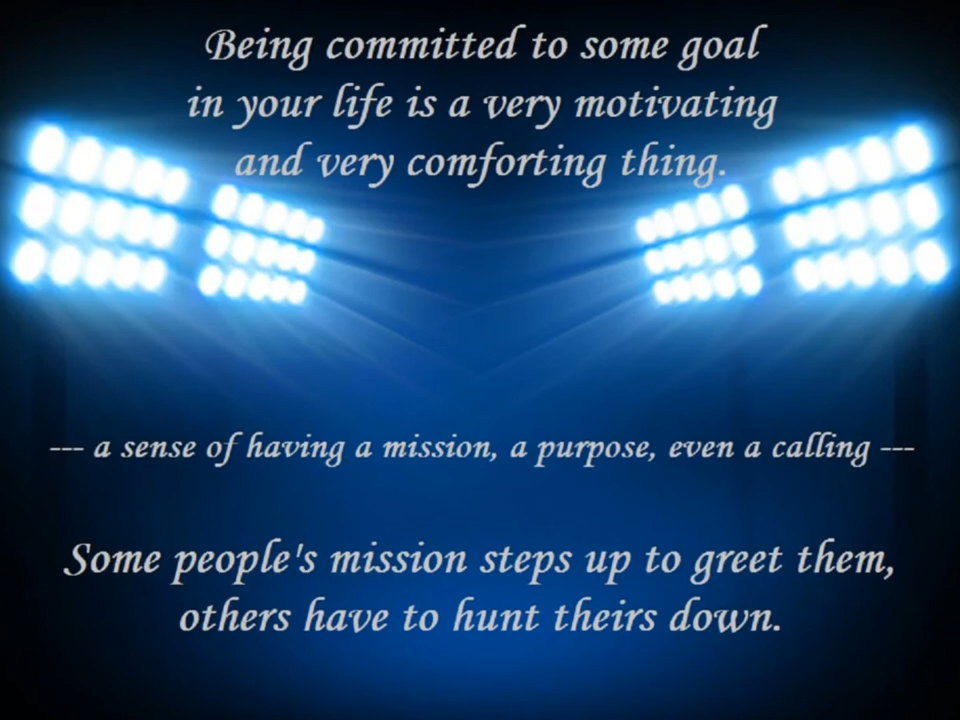 Being committed to some goal
in your life is a very motivating
and very comforting thing.
--- a sense of having a mission, a purpose, even a calling ---
Some people's mission steps up to greet them,
others have to hunt theirs down.